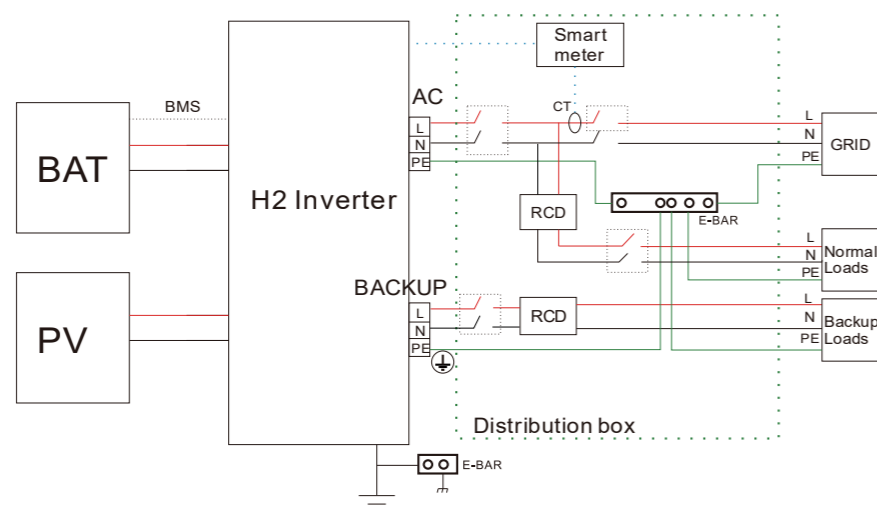 Smart
meter
BMS
AC
CT
L
L
N
N
PE
PE
GRID
BAT
H2 Inverter
RCD
E-BAR
L
N
PE
Normal
Loads
BACKUP
L
N
PE
RCD
L
N
PE
Backup
Loads
PV
Distribution box
E-BAR